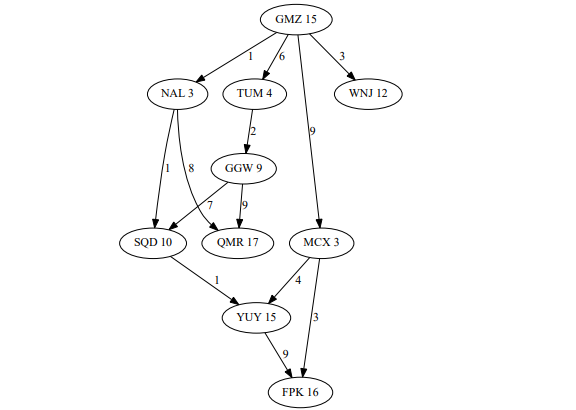 GMZ 15
1
6
3
NAL 3
TUM 4
WNJ 12
2
9
GGW 9
1
8
7
9
SQD 10
QMR 17
MCX 3
1
4
YUY 15
3
9
FPK 16